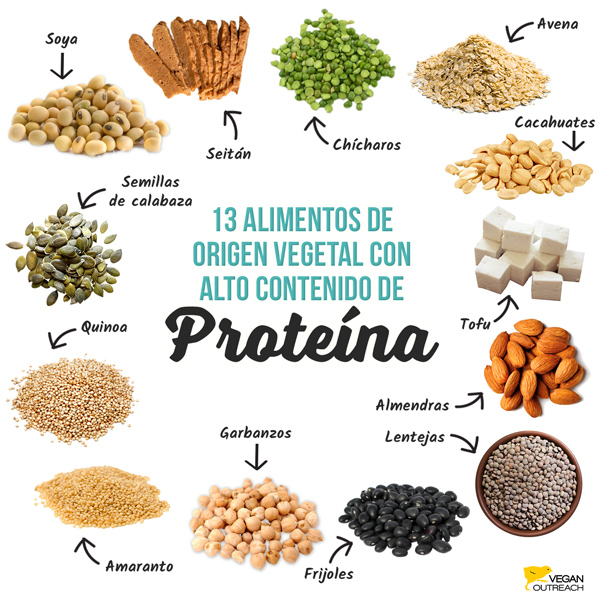 Soya
Seitán
Chícharos
Avena
Cacahuates
Semillas
de calabaza
13 ALIMENTOS DE
ORIGEN VEGETAL CON
ALTO CONTENIDO DE
Proteína
Tofu
Quinoa
Almendras
Garbanzos
Lentejas
Amaranto
Frijoles
VEGAN
OUTREACH